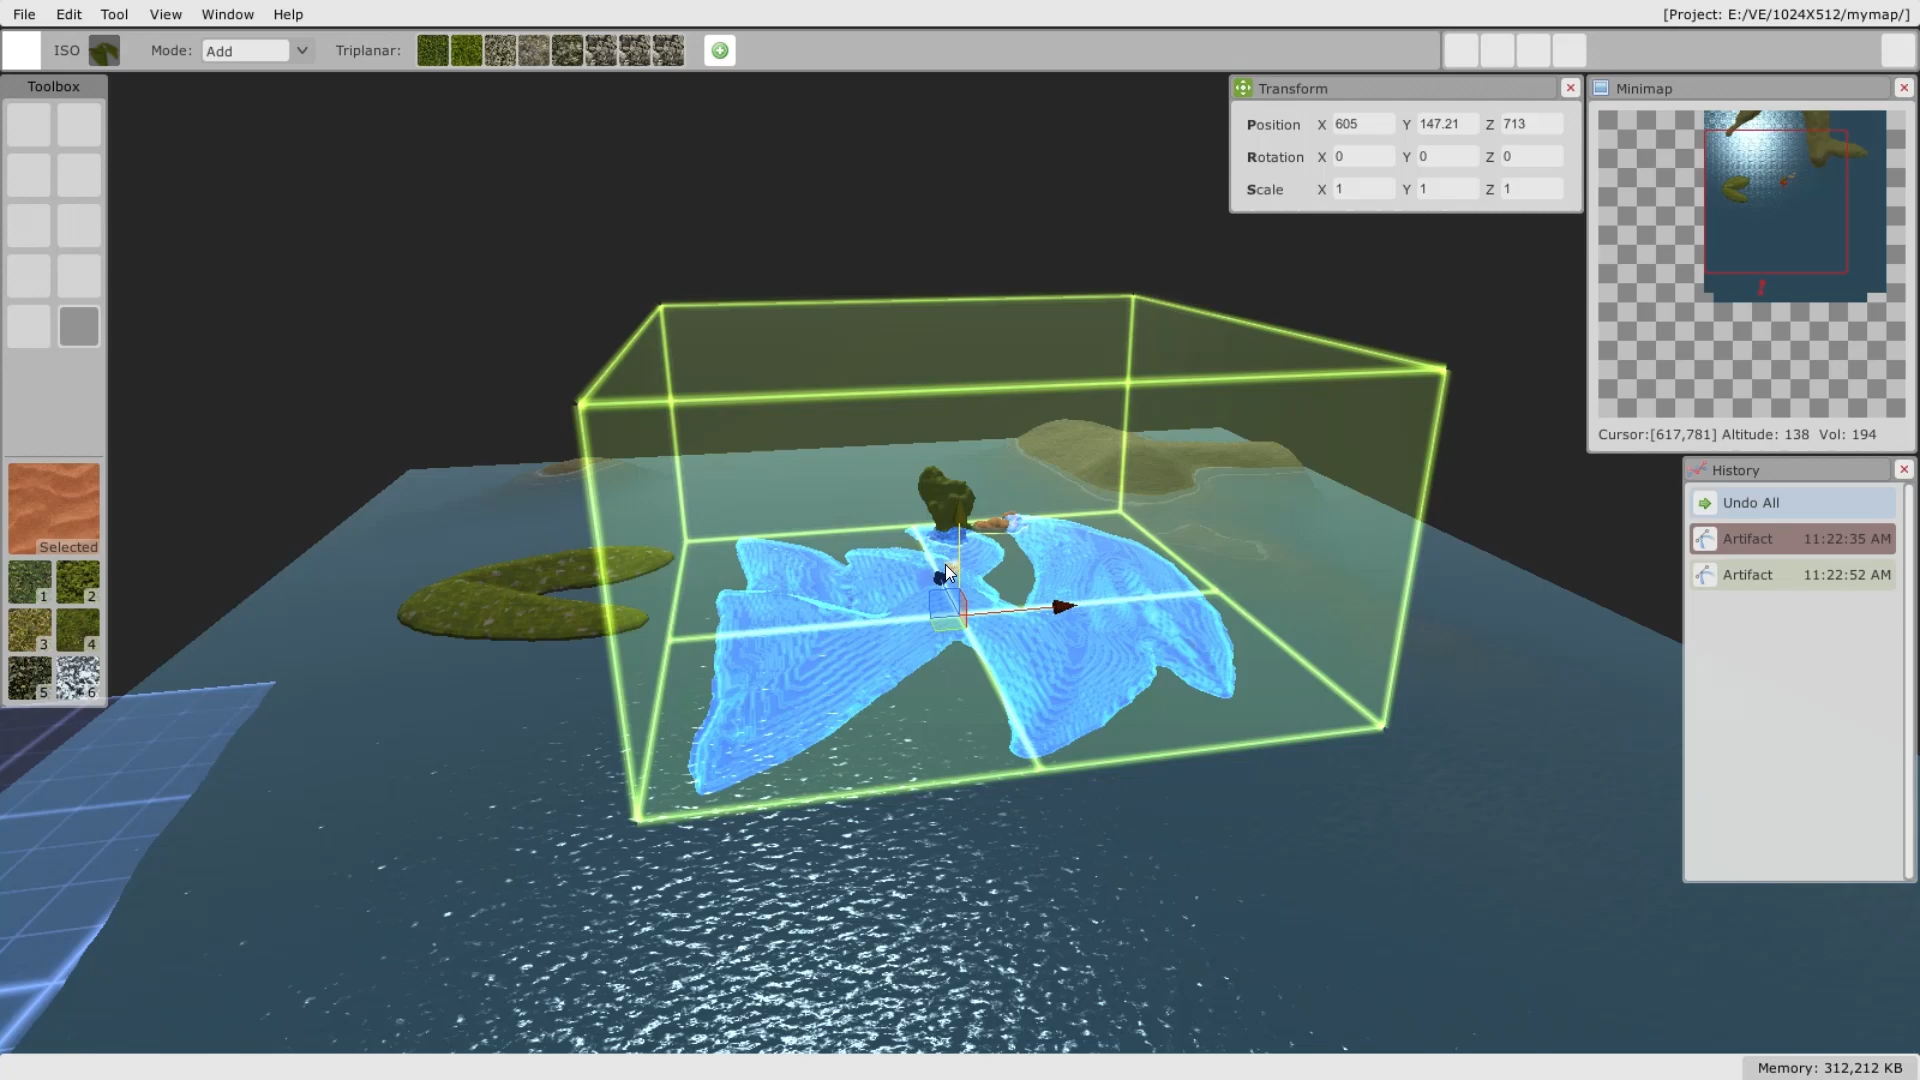 File Edit Tool View Window Help [Project: E:/VE/1024X512/mymap/]
ISO Mode: Add Triplanar:
Toolbox
Transform
Position X 605 Y 147.21 Z 713
Rotation X 0 Y 0 Z 0
Scale X 1 Y 1 Z 1
Minimap
Cursor:[617,781] Altitude: 138 Vol: 194
History
Undo All
Artifact 11:22:35 AM
Artifact 11:22:52 AM
Selected
1 2
3 4
5 6
Memory: 312,212 KB